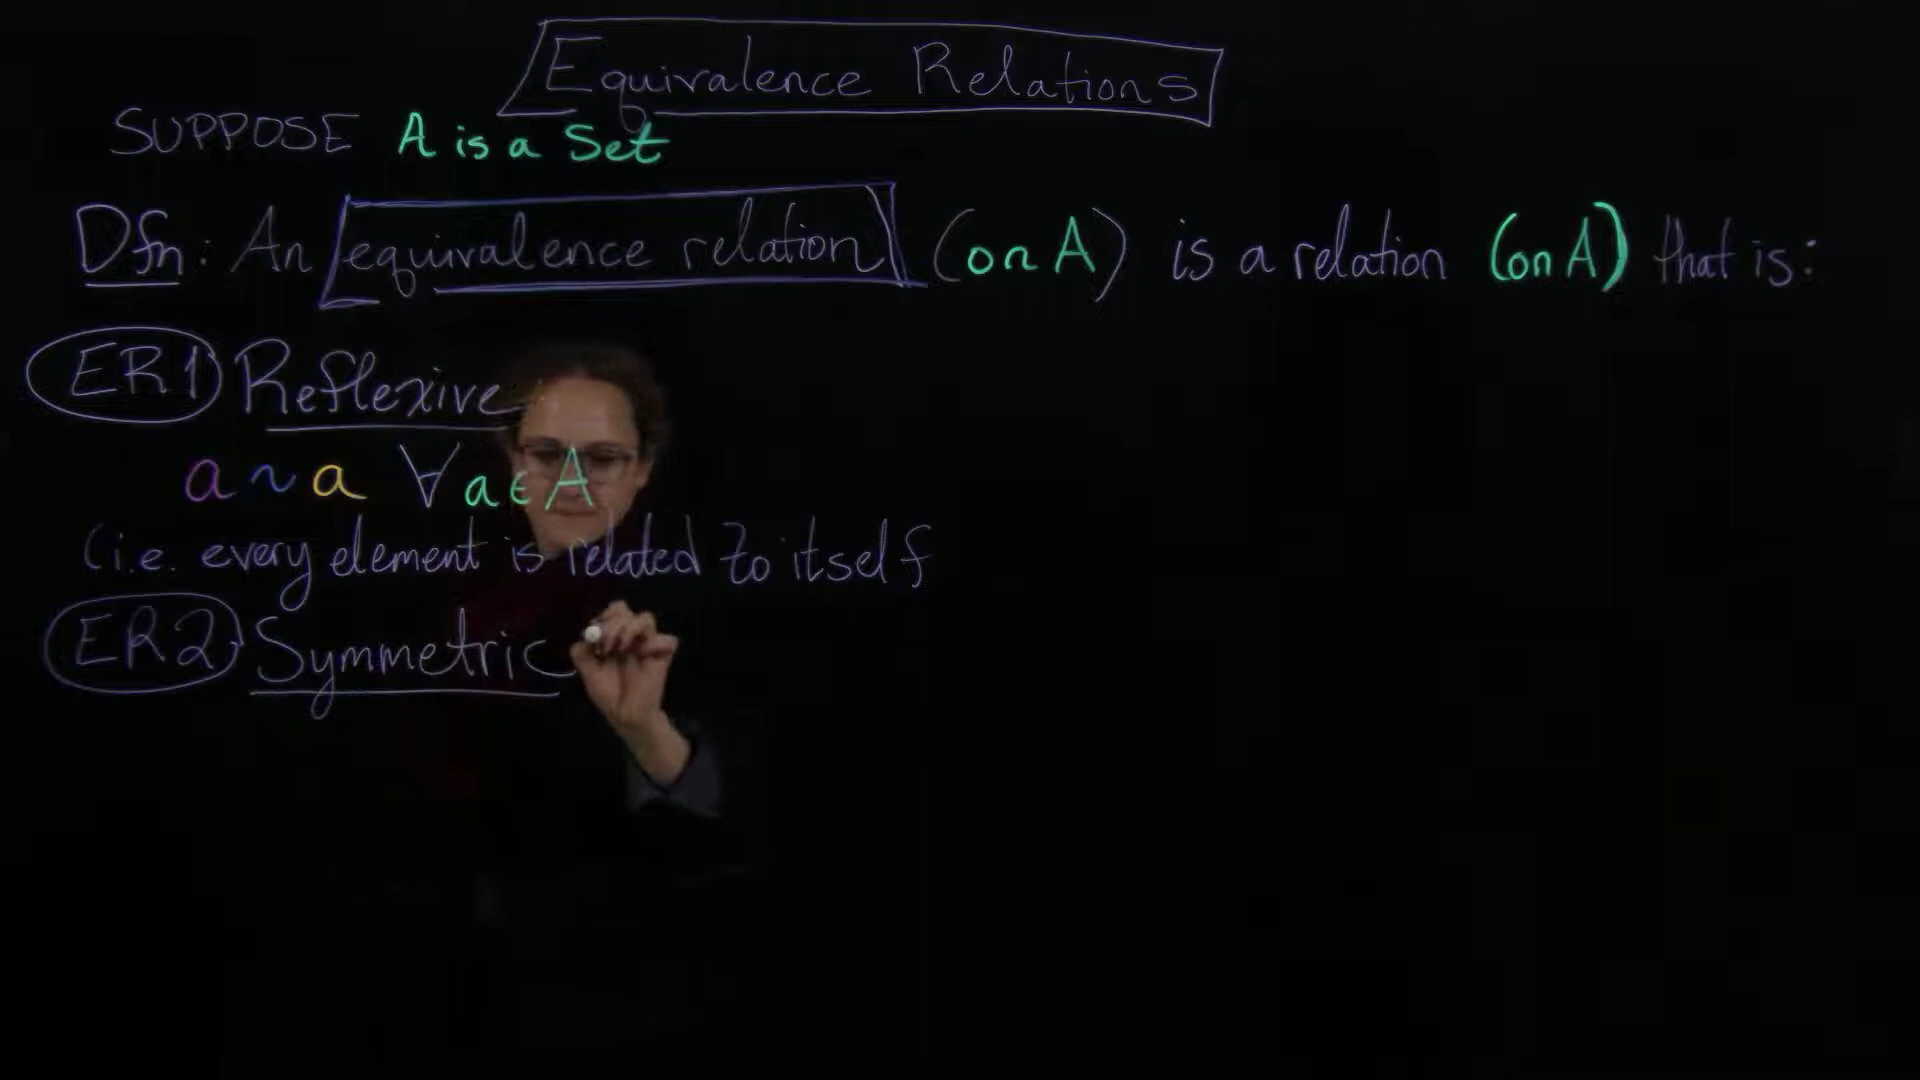 Equivalence Relations
SUPPOSE A is a Set
Dfn: An equivalence relation (on A) is a relation (on A) that is:
ER1 Reflexive
a ~ a ∀ a ∈ A
(i.e. every element is related to itself
ER2 Symmetric